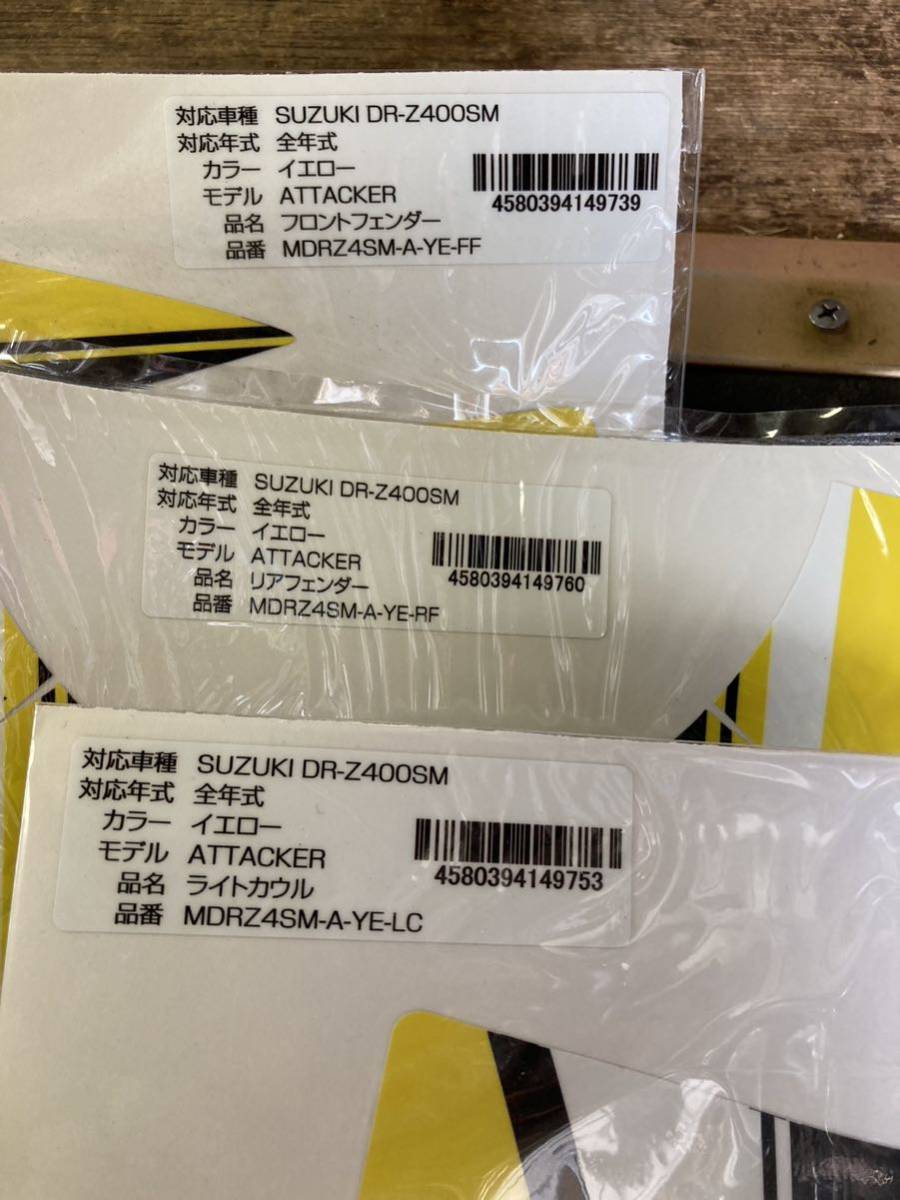 対応車種 SUZUKI DR-Z400SM
対応年式 全年式
カラー イエロー
モデル ATTACKER
品名 フロントフェンダー
品番 MDRZ4SM-A-YE-FF
4580394149739
対応車種 SUZUKI DR-Z400SM
対応年式 全年式
カラー イエロー
モデル ATTACKER
品名 リアフェンダー
品番 MDRZ4SM-A-YE-RF
4580394149760
対応車種 SUZUKI DR-Z400SM
対応年式 全年式
カラー イエロー
モデル ATTACKER
品名 ライトカウル
品番 MDRZ4SM-A-YE-LC
4580394149753